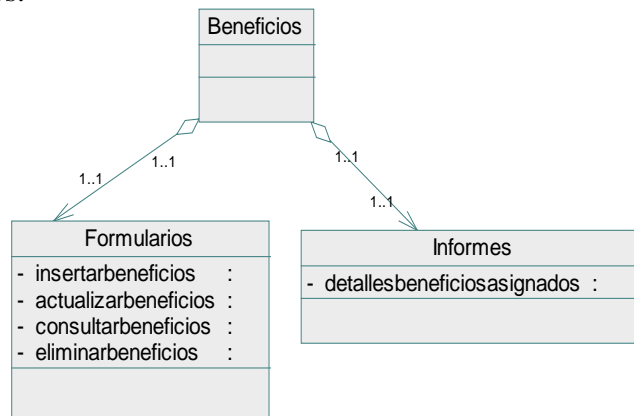 Beneficios
1..1
1..1
1..1
1..1
Formularios
- insertarbeneficios :
- actualizarbeneficios :
- consultarbeneficios :
- eliminarbeneficios :
Informes
- detallesbeneficiosasignados :